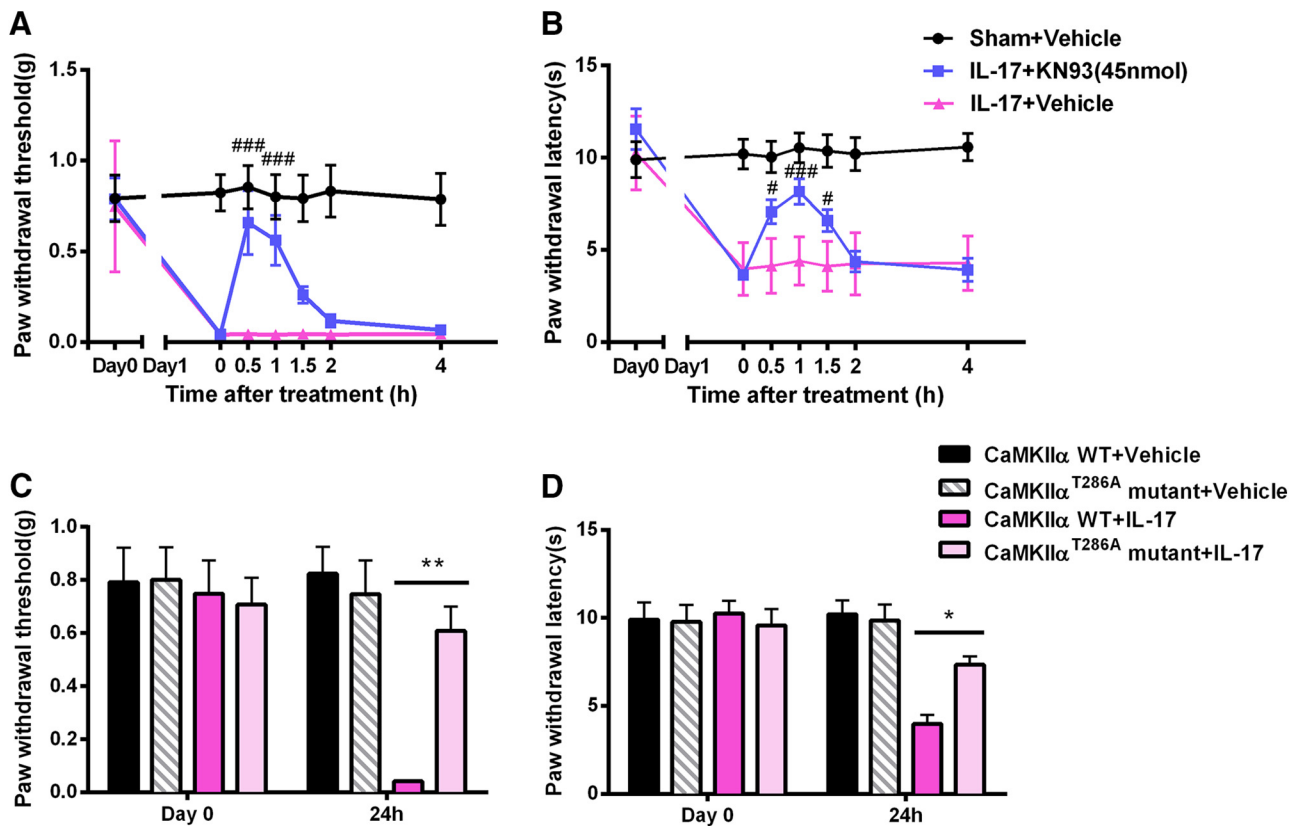 A
B
Sham+Vehicle
IL-17+KN93(45nmol)
IL-17+Vehicle
Paw withdrawal threshold(g)
1.5
1.0
0.5
0.0
### ###
Day0 Day1 0 0.5 1 1.5 2 4
Time after treatment (h)
Paw withdrawal latency(s)
15
10
5
0
# ### #
Day0 Day1 0 0.5 1 1.5 2 4
Time after treatment (h)
CaMKIIα WT+Vehicle
CaMKIIα^T286A mutant+Vehicle
CaMKIIα WT+IL-17
CaMKIIα^T286A mutant+IL-17
C
D
Paw withdrawal threshold(g)
1.0
0.8
0.6
0.4
0.2
0.0
**
Day 0 24h
Paw withdrawal latency(s)
15
10
5
0
*
Day 0 24h